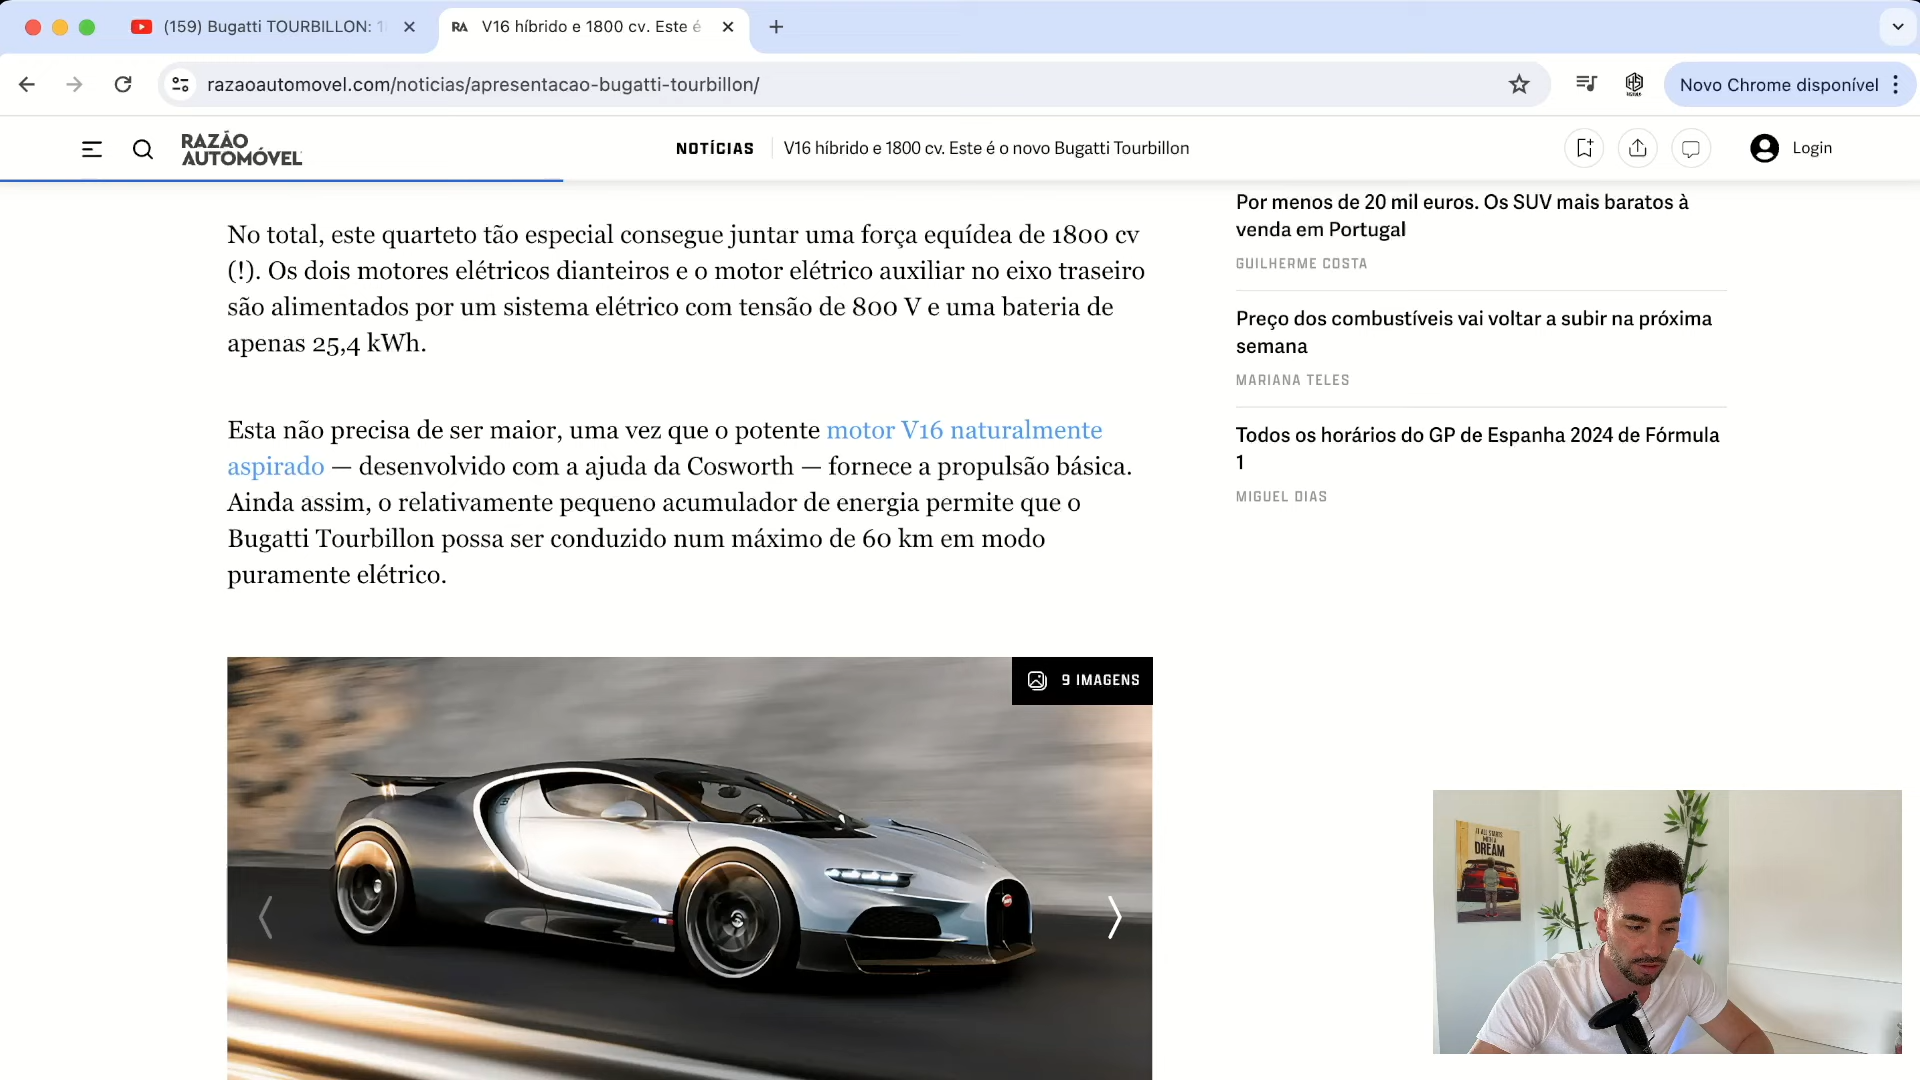 (159) Bugatti TOURBILLON: 1
V16 híbrido e 1800 cv. Este é
razaoautomovel.com/noticias/apresentacao-bugatti-tourbillon/
Novo Chrome disponível
RAZÃO
AUTOMÓVEL
NOTÍCIAS
V16 híbrido e 1800 cv. Este é o novo Bugatti Tourbillon
Login
No total, este quarteto tão especial consegue juntar uma força equídea de 1800 cv
(!). Os dois motores elétricos dianteiros e o motor elétrico auxiliar no eixo traseiro
são alimentados por um sistema elétrico com tensão de 800 V e uma bateria de
apenas 25,4 kWh.
Esta não precisa de ser maior, uma vez que o potente motor V16 naturalmente
aspirado — desenvolvido com a ajuda da Cosworth — fornece a propulsão básica.
Ainda assim, o relativamente pequeno acumulador de energia permite que o
Bugatti Tourbillon possa ser conduzido num máximo de 60 km em modo
puramente elétrico.
9 IMAGENS
Por menos de 20 mil euros. Os SUV mais baratos à
venda em Portugal
GUILHERME COSTA
Preço dos combustíveis vai voltar a subir na próxima
semana
MARIANA TELES
Todos os horários do GP de Espanha 2024 de Fórmula
1
MIGUEL DIAS
IT ALL STARTS
WITH A
DREAM